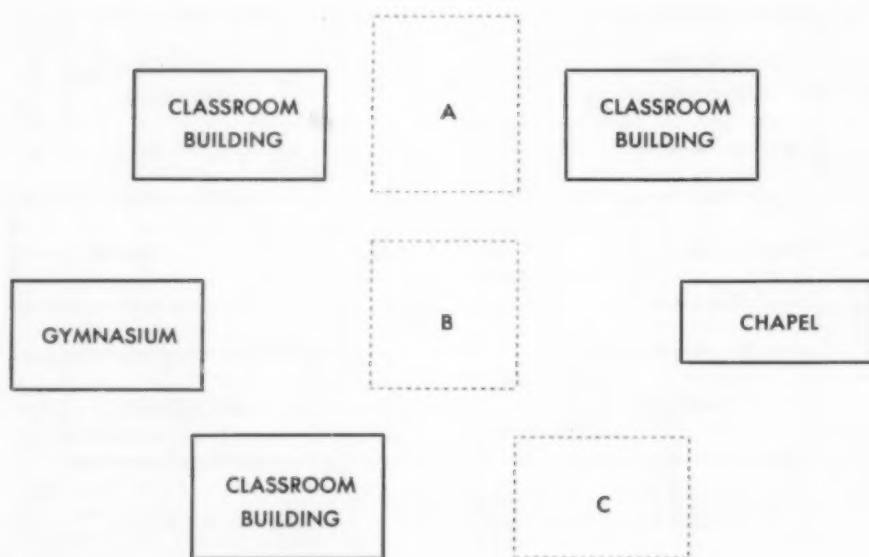 CLASSROOM
BUILDING
A
CLASSROOM
BUILDING
GYMNASIUM
B
CHAPEL
CLASSROOM
BUILDING
C